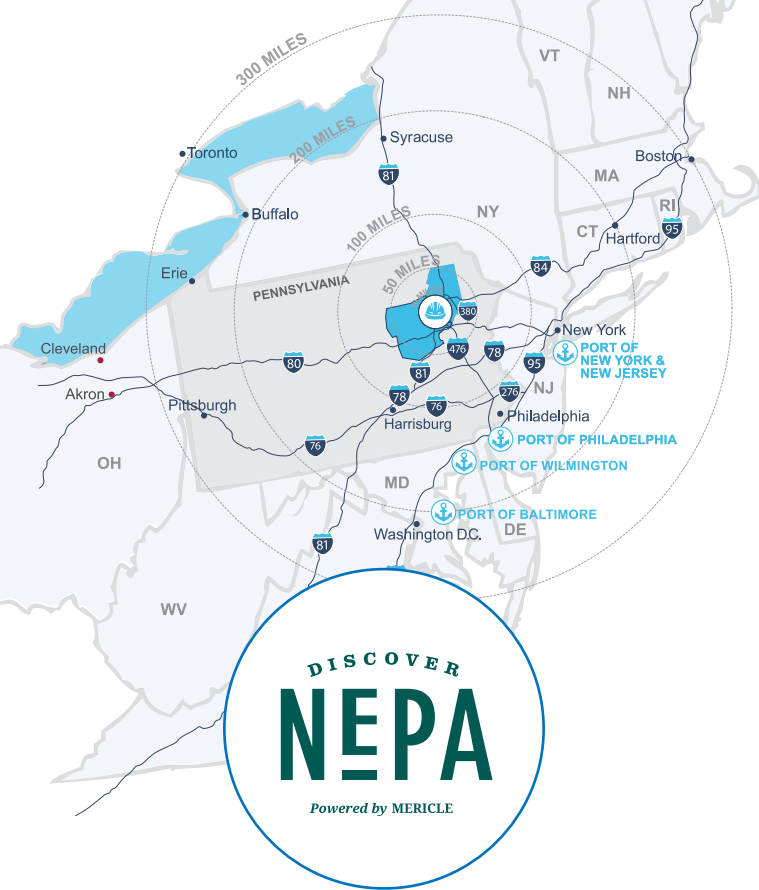 300 MILES
VT
NH
200 MILES
Toronto
Syracuse
Boston
81
MA
RI
NY
100 MILES
Buffalo
CT
95
Hartford
50 MILES
84
Erie
PENNSYLVANIA
380
New York
Cleveland
476
78
PORT OF
NEW YORK &
NEW JERSEY
80
95
81
Akron
78
276
NJ
Pittsburgh
76
Harrisburg
Philadelphia
76
PORT OF PHILADELPHIA
OH
PORT OF WILMINGTON
MD
PORT OF BALTIMORE
Washington D.C.
DE
81
WV
DISCOVER
NEPA
Powered by MERICLE